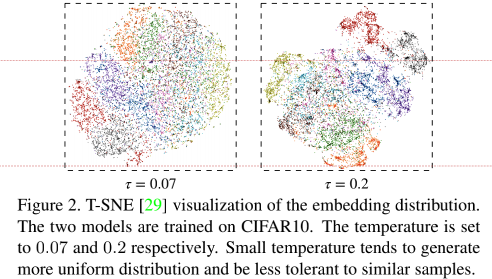 τ = 0.07
τ = 0.2
Figure 2. T-SNE [29] visualization of the embedding distribution.
The two models are trained on CIFAR10. The temperature is set
to 0.07 and 0.2 respectively. Small temperature tends to generate
more uniform distribution and be less tolerant to similar samples.